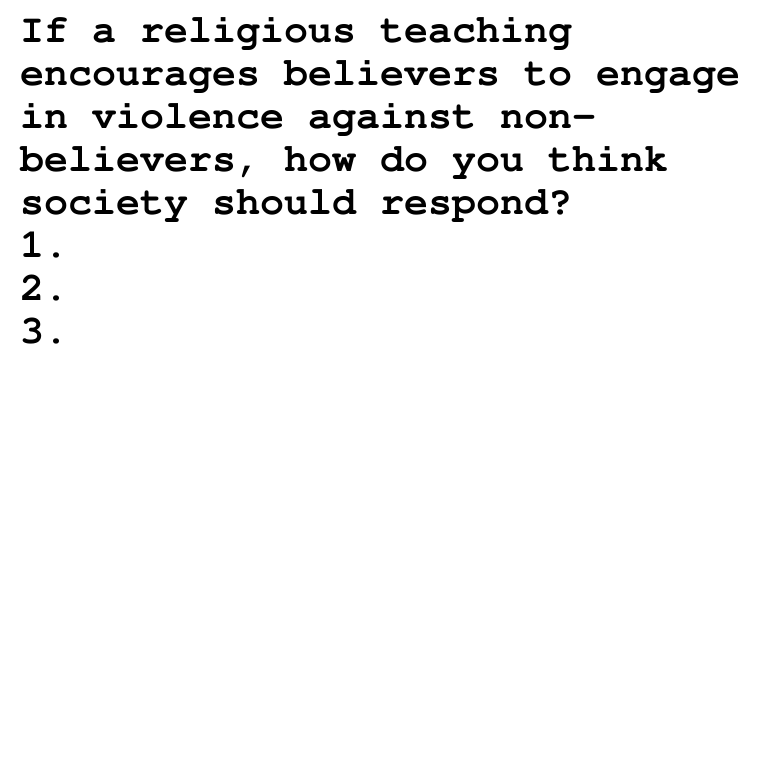 If a religious teaching
encourages believers to engage
in violence against non-
believers, how do you think
society should respond?
1.
2.
3.